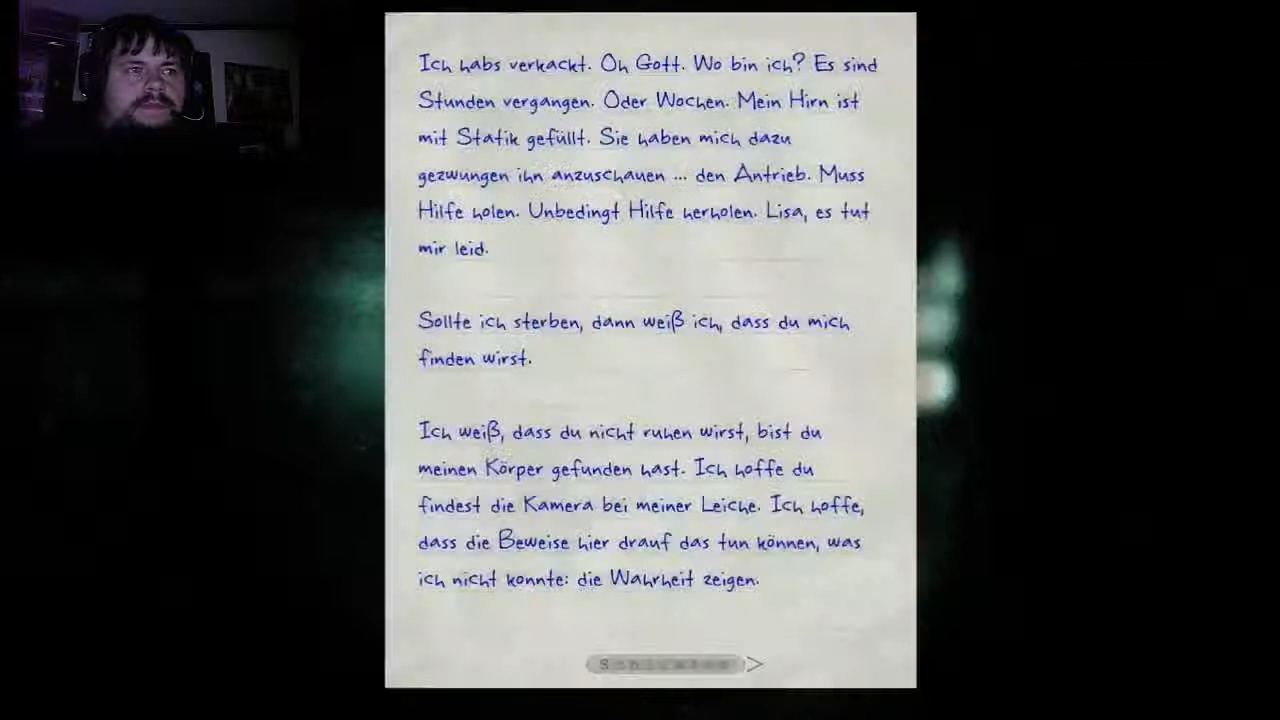 Ich habs verkackt. Oh Gott. Wo bin ich? Es sind
Stunden vergangen. Oder Wochen. Mein Hirn ist
mit Statik gefüllt. Sie haben mich dazu
gezwungen ihn anzuschauen ... den Antrieb. Muss
Hilfe holen. Unbedingt Hilfe herholen. Lisa, es tut
mir leid.
Sollte ich sterben, dann weiß ich, dass du mich
finden wirst.
Ich weiß, dass du nicht ruhen wirst, bist du
meinen Körper gefunden hast. Ich hoffe du
findest die Kamera bei meiner Leiche. Ich hoffe,
dass die Beweise hier drauf das tun können, was
ich nicht konnte: die Wahrheit zeigen.